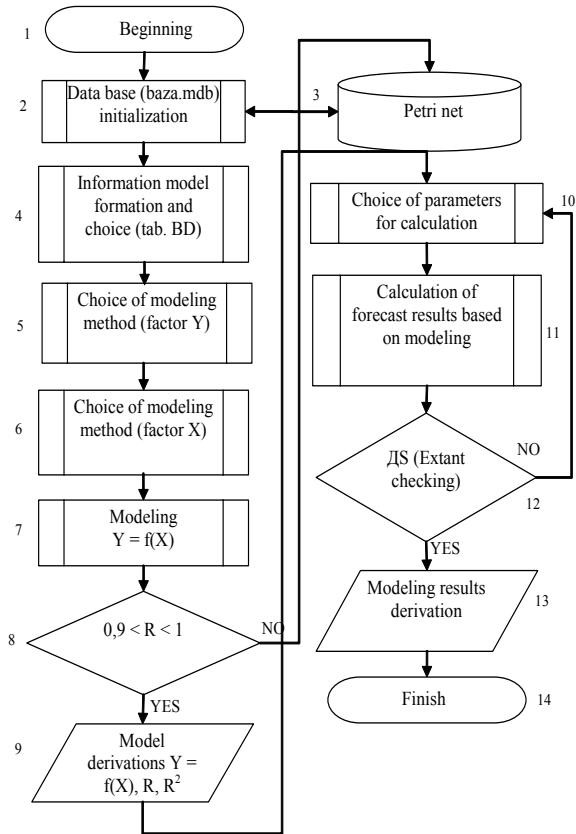 1
Beginning
2
Data base (baza.mdb)
initialization
3
Petri net
4
Information model
formation and
choice (tab. BD)
5
Choice of modeling
method (factor Y)
6
Choice of modeling
method (factor X)
7
Modeling
Y = f(X)
8
0,9 < R < 1
NO
YES
9
Model
derivations Y =
f(X), R, R²
10
Choice of parameters
for calculation
11
Calculation of
forecast results based
on modeling
12
ДS (Extant
checking)
NO
YES
13
Modeling results
derivation
14
Finish